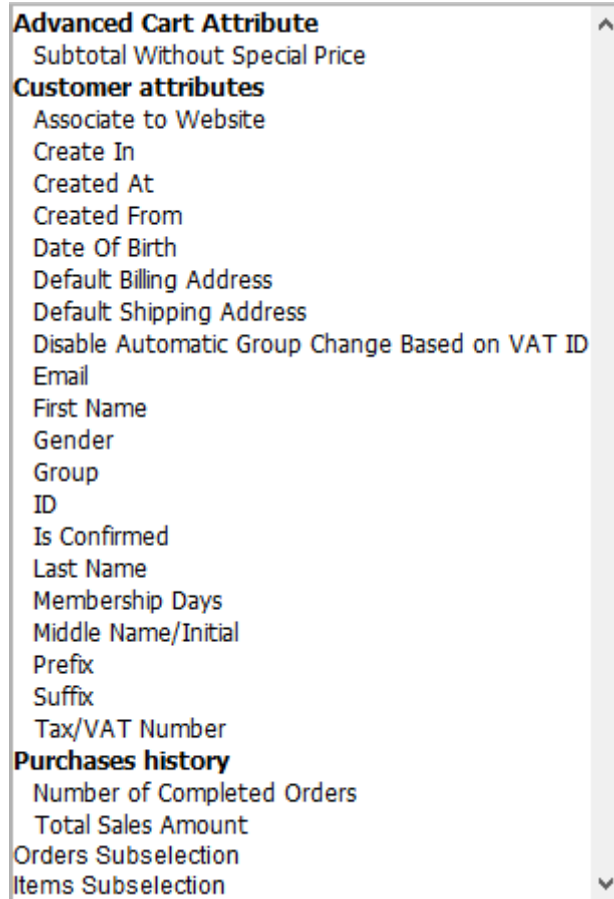 Advanced Cart Attribute
Subtotal Without Special Price
Customer attributes
Associate to Website
Create In
Created At
Created From
Date Of Birth
Default Billing Address
Default Shipping Address
Disable Automatic Group Change Based on VAT ID
Email
First Name
Gender
Group
ID
Is Confirmed
Last Name
Membership Days
Middle Name/Initial
Prefix
Suffix
Tax/VAT Number
Purchases history
Number of Completed Orders
Total Sales Amount
Orders Subselection
Items Subselection